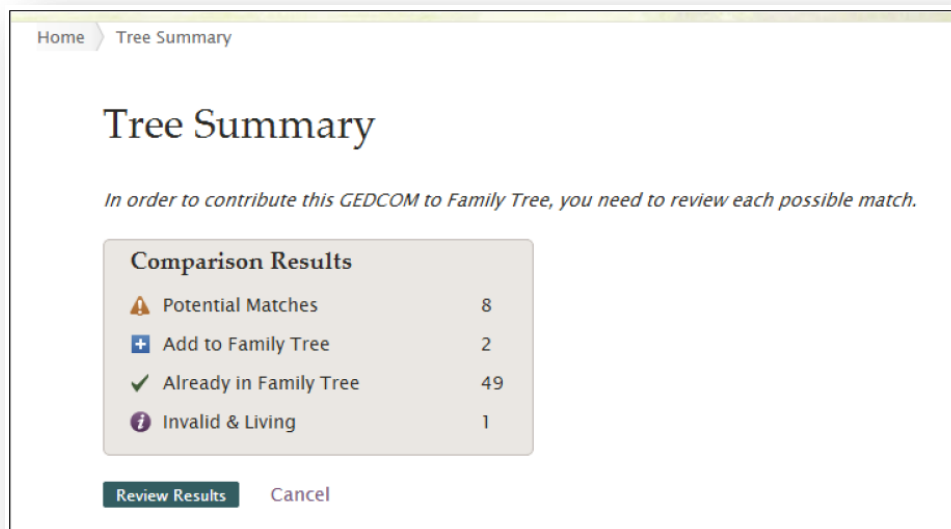 Home Tree Summary
Tree Summary
In order to contribute this GEDCOM to Family Tree, you need to review each possible match.
Comparison Results
Potential Matches 8
Add to Family Tree 2
Already in Family Tree 49
Invalid & Living 1
Review Results Cancel